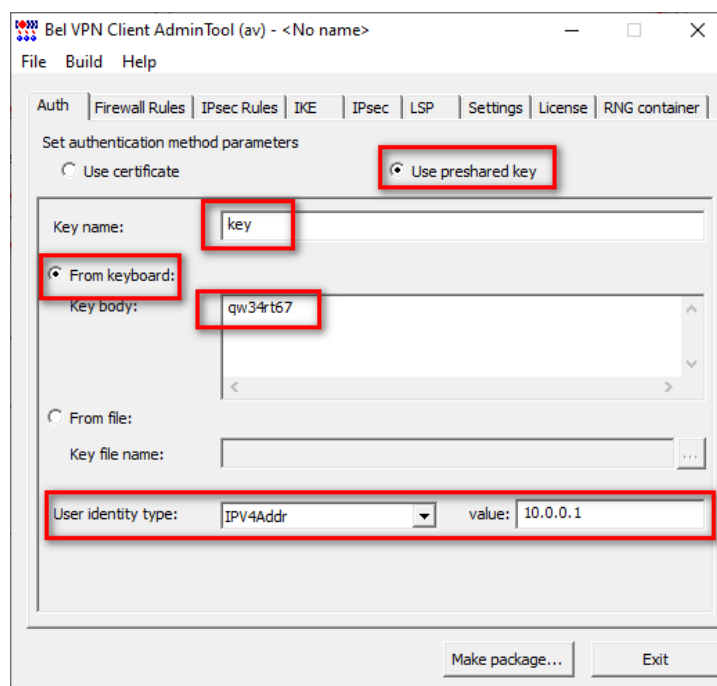 Bel VPN Client AdminTool (av) - <No name>
File Build Help
Auth Firewall Rules IPsec Rules IKE IPsec LSP Settings License RNG container
Set authentication method parameters
Use certificate Use preshared key
Key name: key
From keyboard:
Key body: qw34rt67
From file:
Key file name: ...
User identity type: IPV4Addr value: 10.0.0.1
Make package... Exit